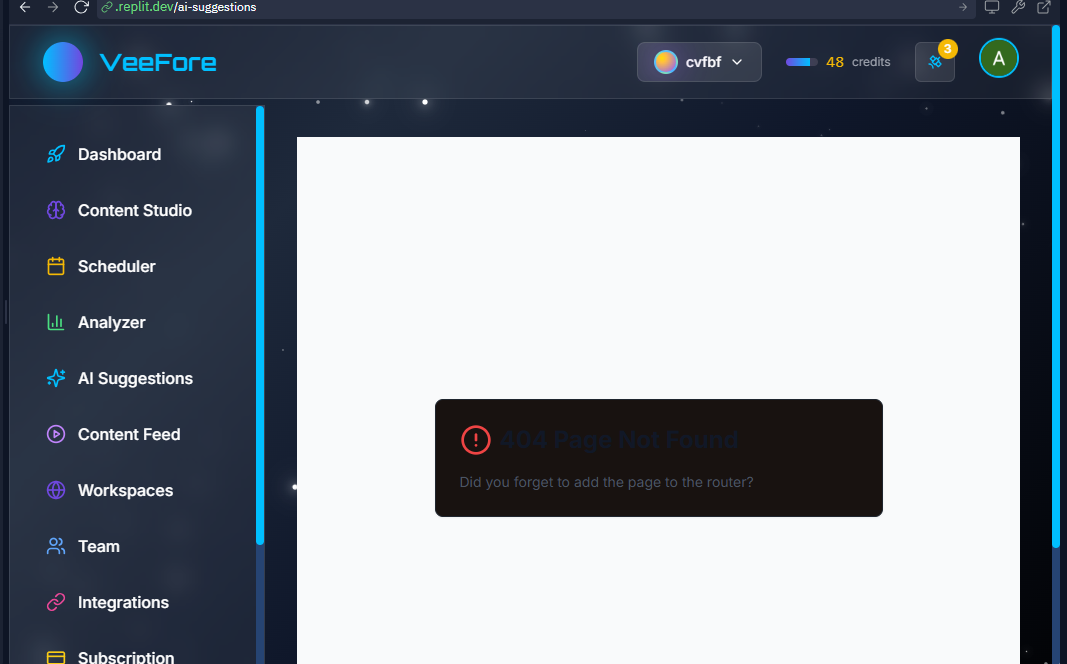 .replit.dev/ai-suggestions
VeeFore
cvfbf
48 credits
3
A
Dashboard
Content Studio
Scheduler
Analyzer
AI Suggestions
Content Feed
Workspaces
Team
Integrations
Subscription
404 Page Not Found
Did you forget to add the page to the router?